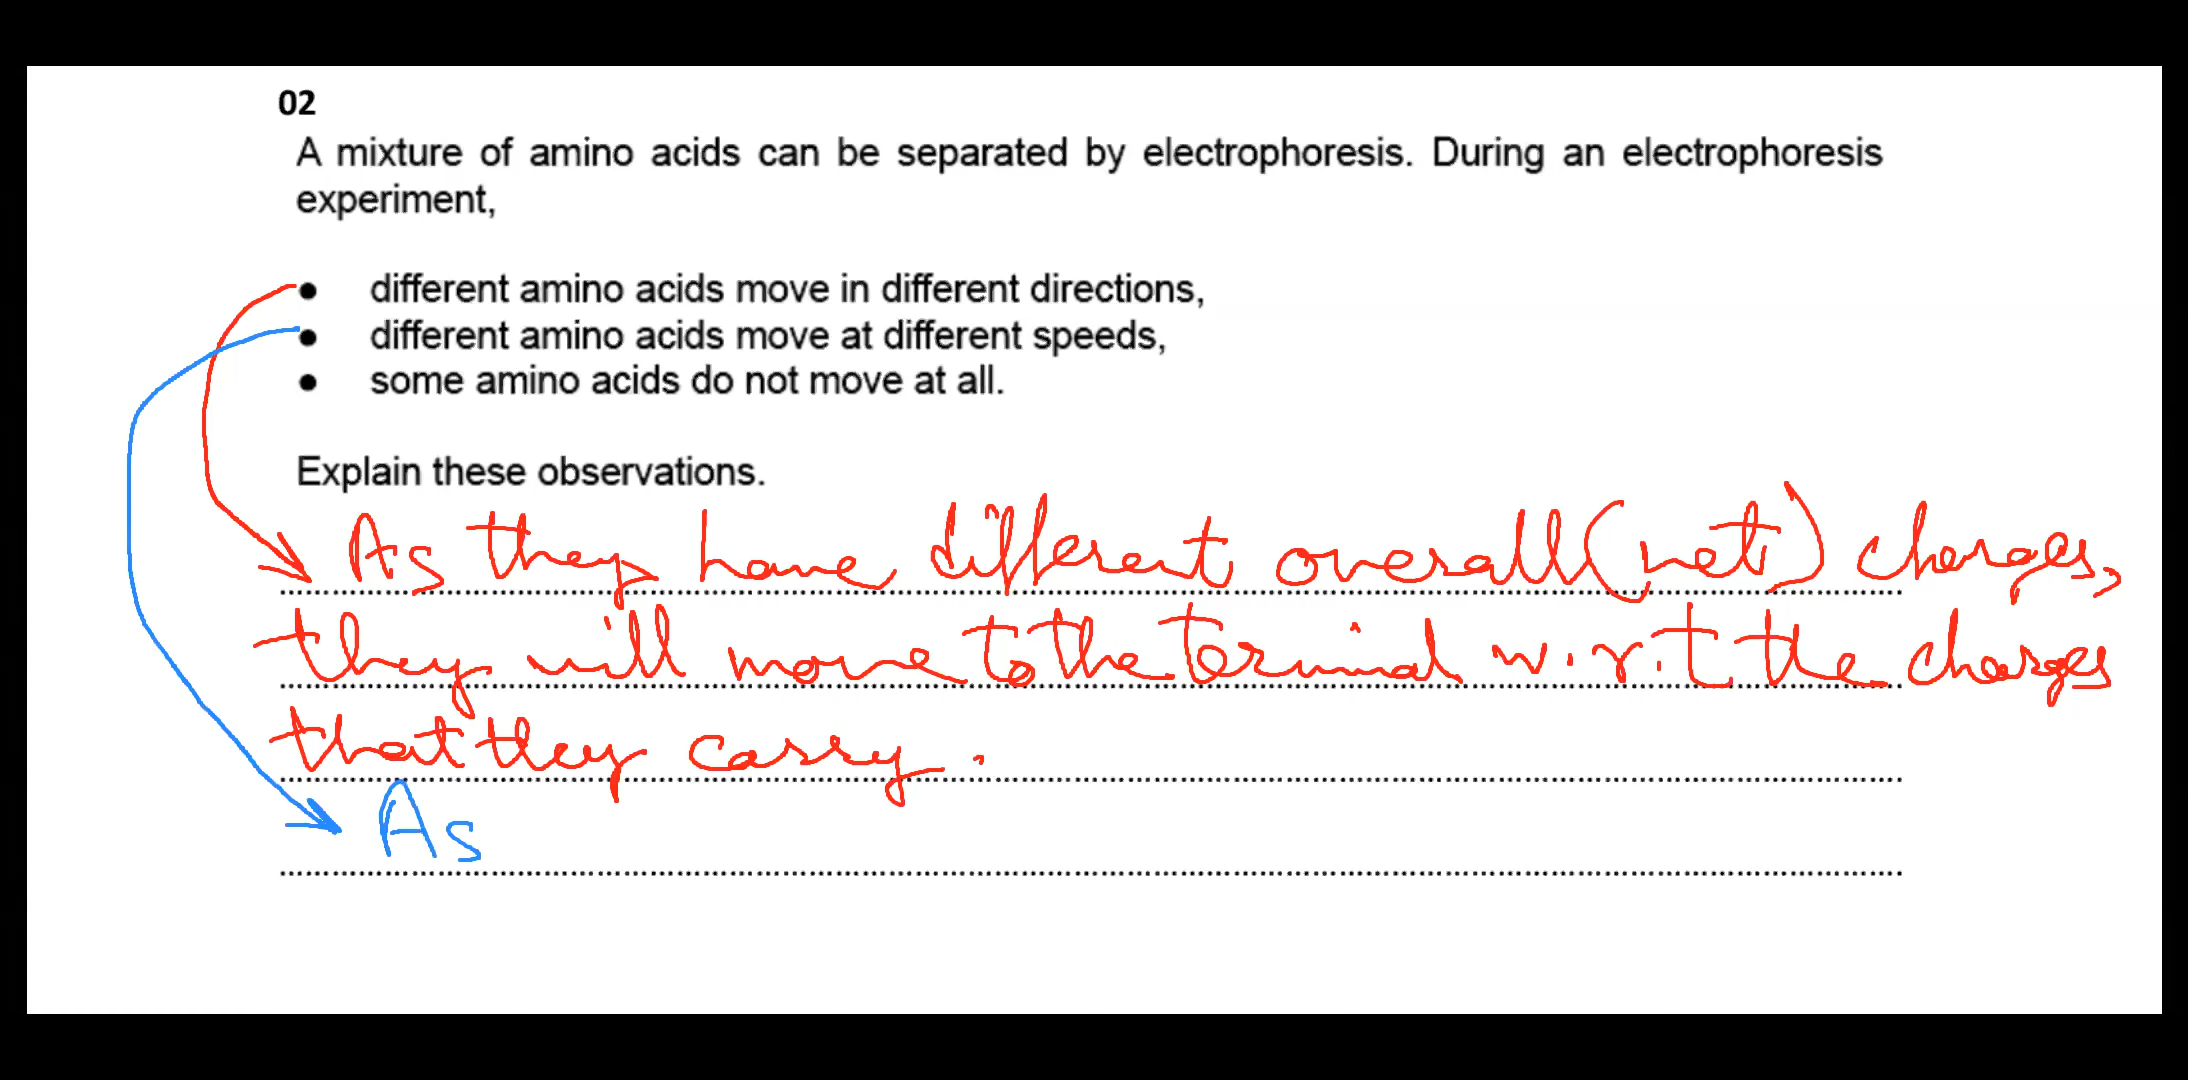 02
A mixture of amino acids can be separated by electrophoresis. During an electrophoresis
experiment,
• different amino acids move in different directions,
• different amino acids move at different speeds,
• some amino acids do not move at all.
Explain these observations.
As they have different overall (net) charges,
they will move to the terminal w.r.t the charges
that they carry.
As